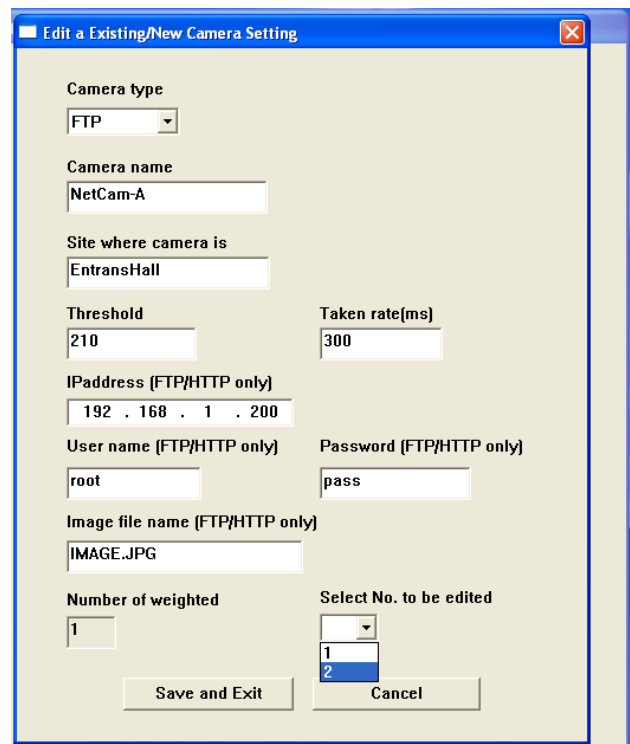 Edit a Existing/New Camera Setting
Camera type
FTP
Camera name
NetCam-A
Site where camera is
EntransHall
Threshold
Taken rate(ms)
210
300
IPaddress (FTP/HTTP only)
192 . 168 . 1 . 200
User name (FTP/HTTP only)
Password (FTP/HTTP only)
root
pass
Image file name (FTP/HTTP only)
IMAGE.JPG
Number of weighted
Select No. to be edited
1
1
2
Save and Exit
Cancel